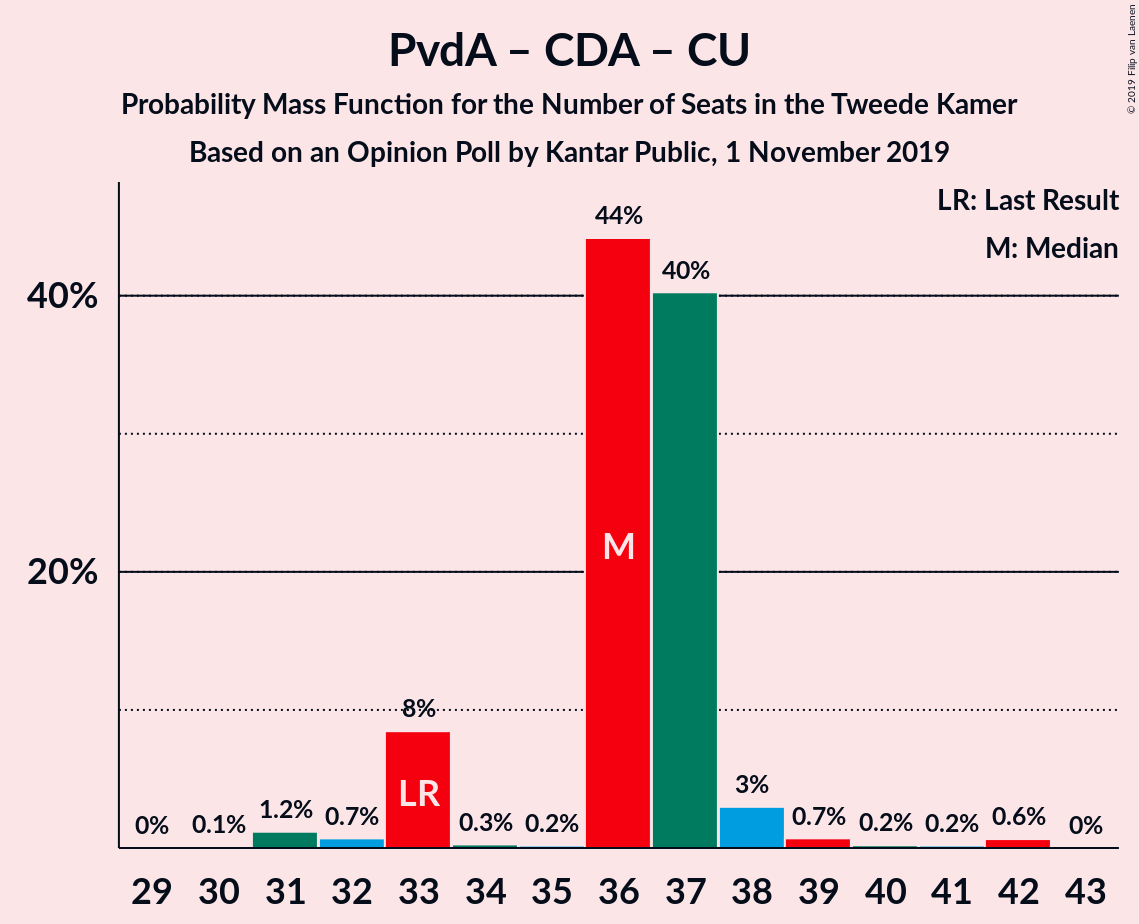 PvdA – CDA – CU
Probability Mass Function for the Number of Seats in the Tweede Kamer
Based on an Opinion Poll by Kantar Public, 1 November 2019
© 2019 Filip van Laenen
LR: Last Result
M: Median
40%
20%
0% 0.1% 1.2% 0.7% 8% 0.3% 0.2% 44% 40% 3% 0.7% 0.2% 0.2% 0.6% 0%
LR
M
29 30 31 32 33 34 35 36 37 38 39 40 41 42 43